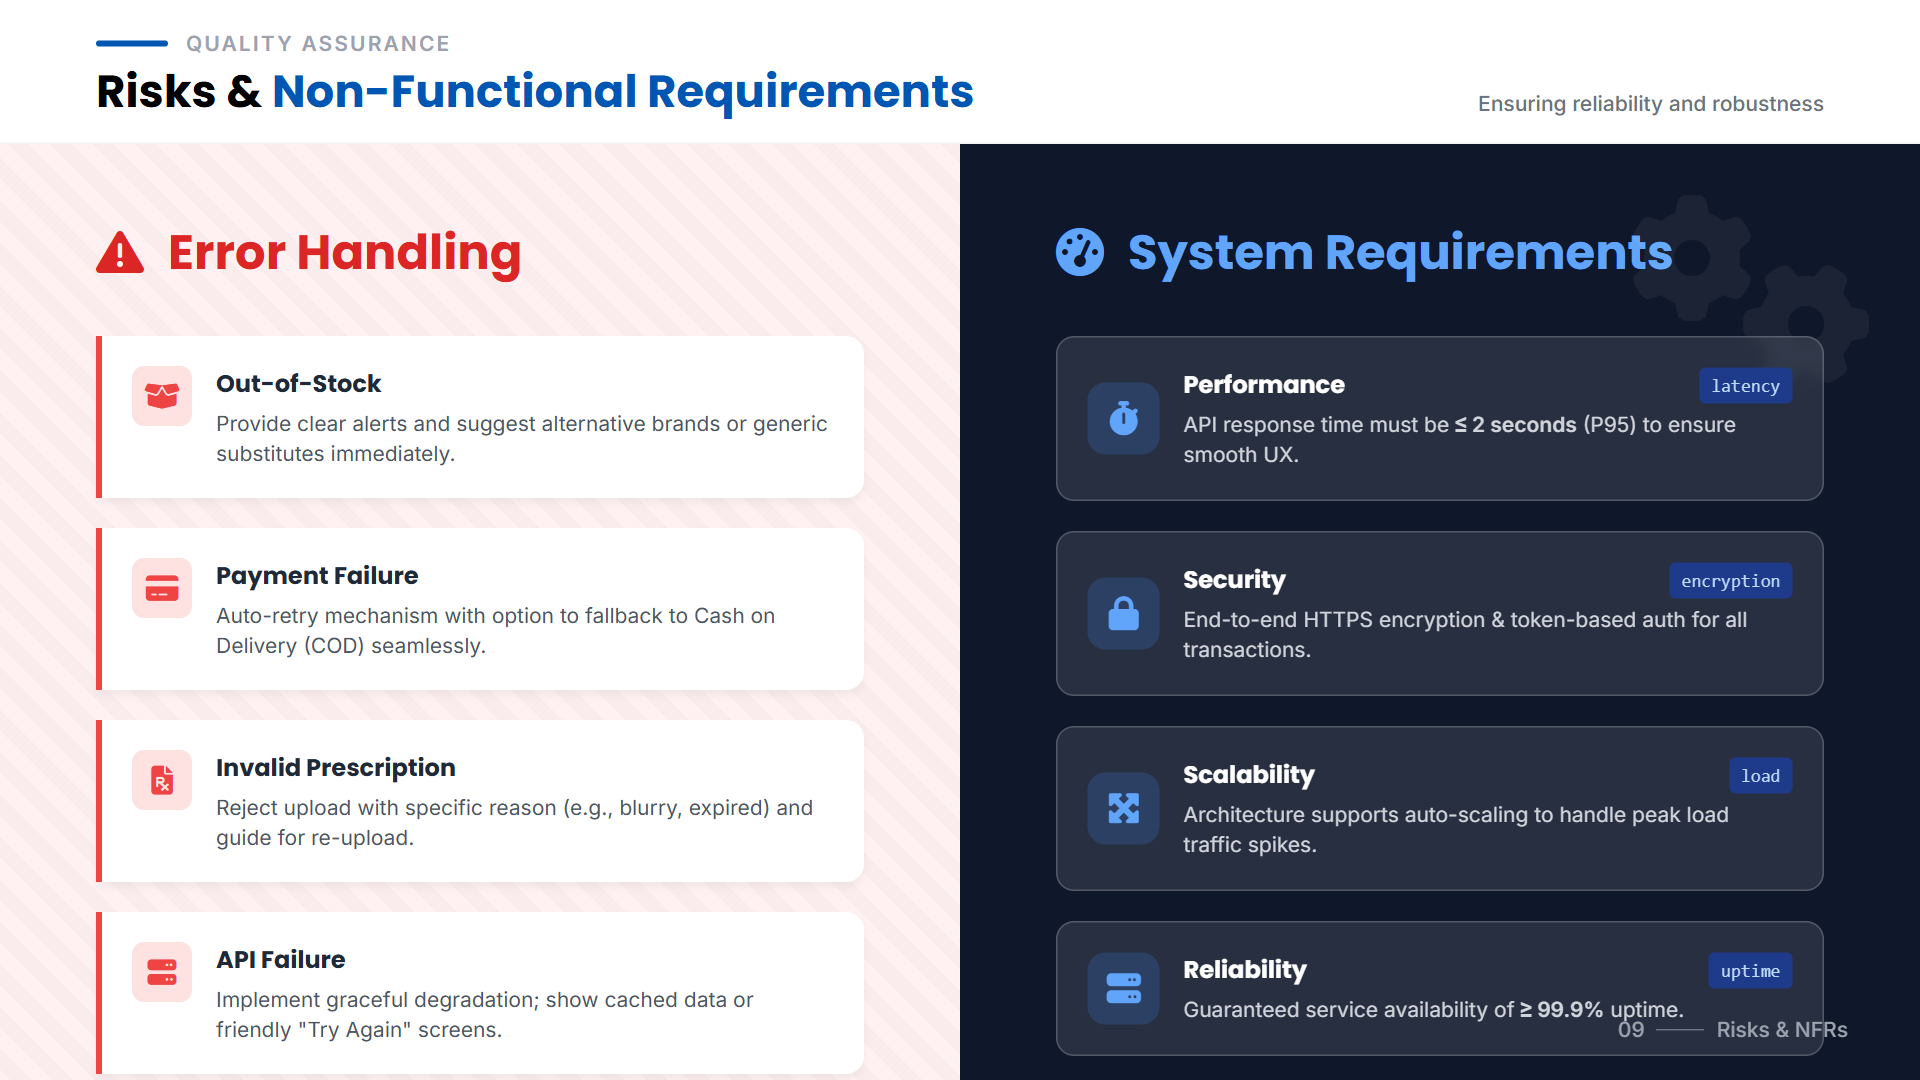 QUALITY ASSURANCE
Risks & Non-Functional Requirements
Ensuring reliability and robustness
Error Handling
Out-of-Stock
Provide clear alerts and suggest alternative brands or generic
substitutes immediately.
Payment Failure
Auto-retry mechanism with option to fallback to Cash on
Delivery (COD) seamlessly.
Invalid Prescription
Reject upload with specific reason (e.g., blurry, expired) and
guide for re-upload.
API Failure
Implement graceful degradation; show cached data or
friendly "Try Again" screens.
System Requirements
Performance
latency
API response time must be ≤ 2 seconds (P95) to ensure
smooth UX.
Security
encryption
End-to-end HTTPS encryption & token-based auth for all
transactions.
Scalability
load
Architecture supports auto-scaling to handle peak load
traffic spikes.
Reliability
uptime
Guaranteed service availability of ≥ 99.9% uptime.
09 Risks & NFRs